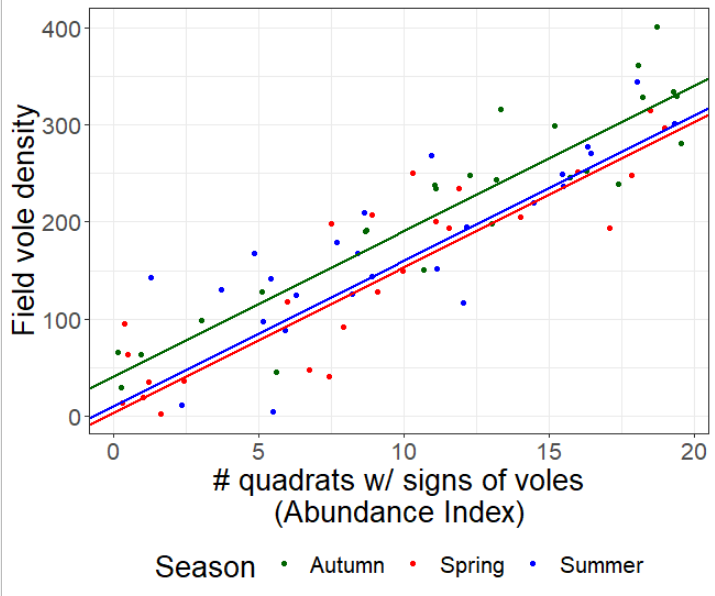 400
300
200
100
0
Field vole density
0 5 10 15 20
# quadrats w/ signs of voles
(Abundance Index)
Season Autumn Spring Summer